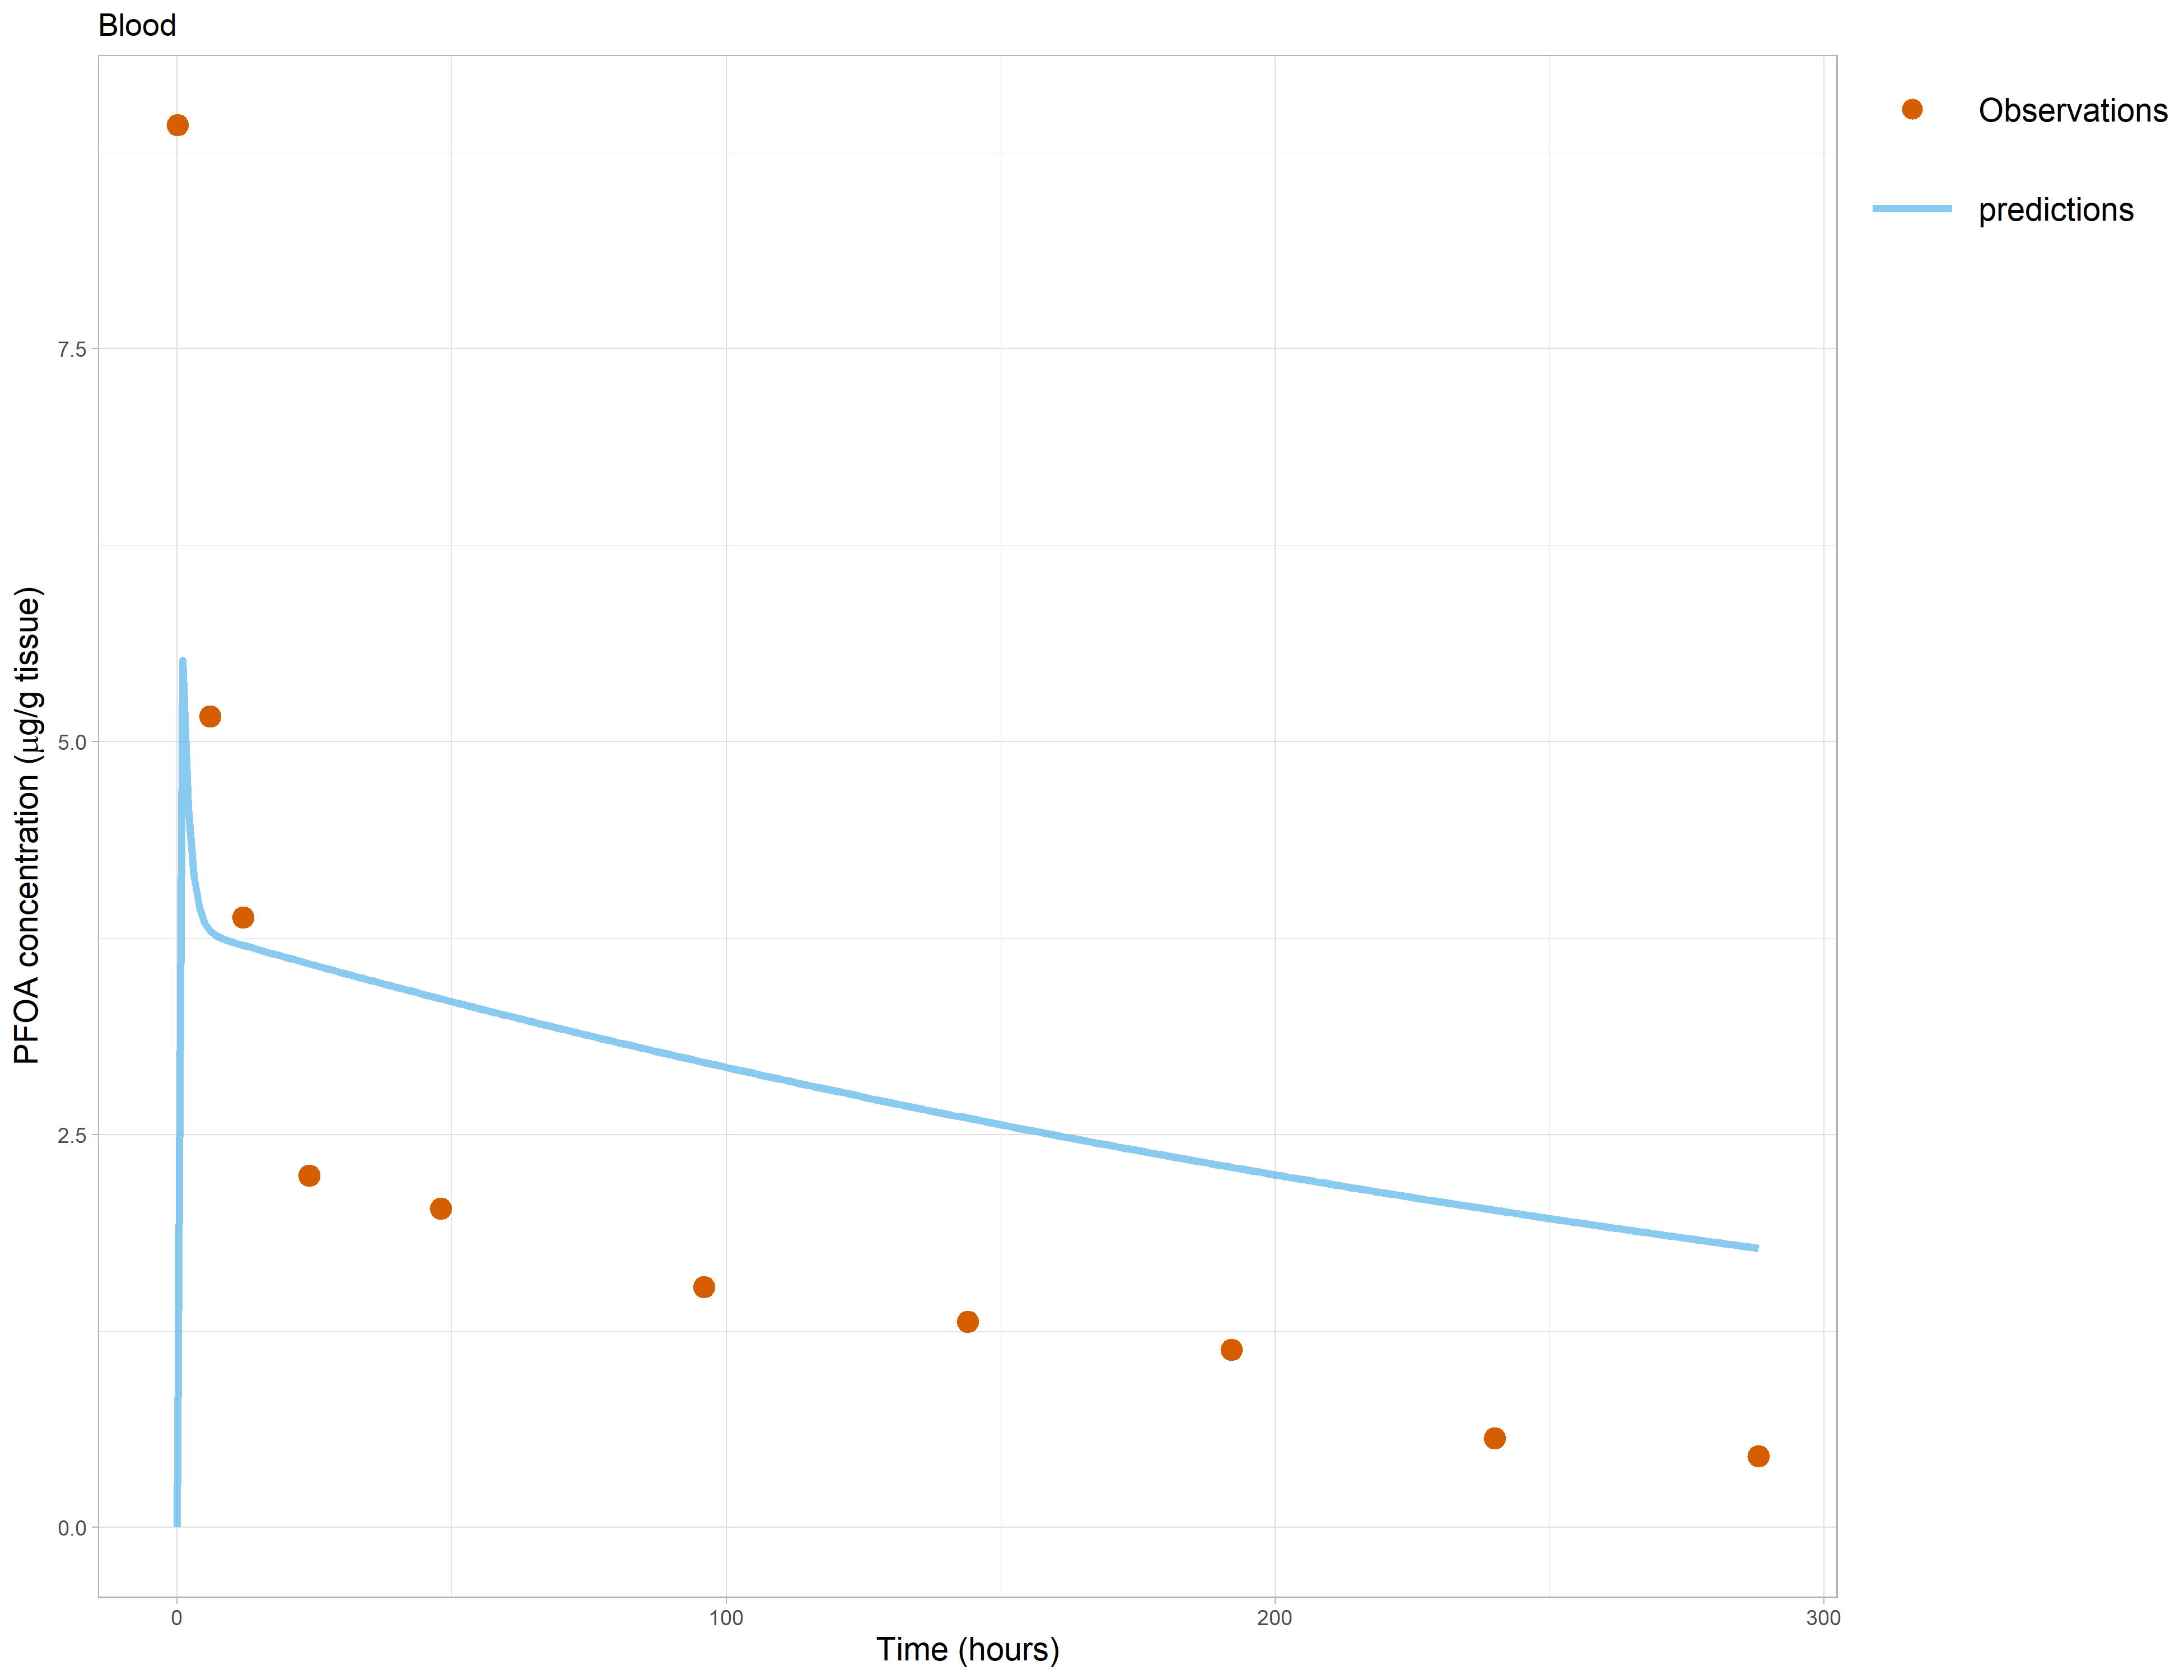 Blood
Observations
predictions
PFOA concentration (µg/g tissue)
7.5
5.0
2.5
0.0
0
100
200
300
Time (hours)